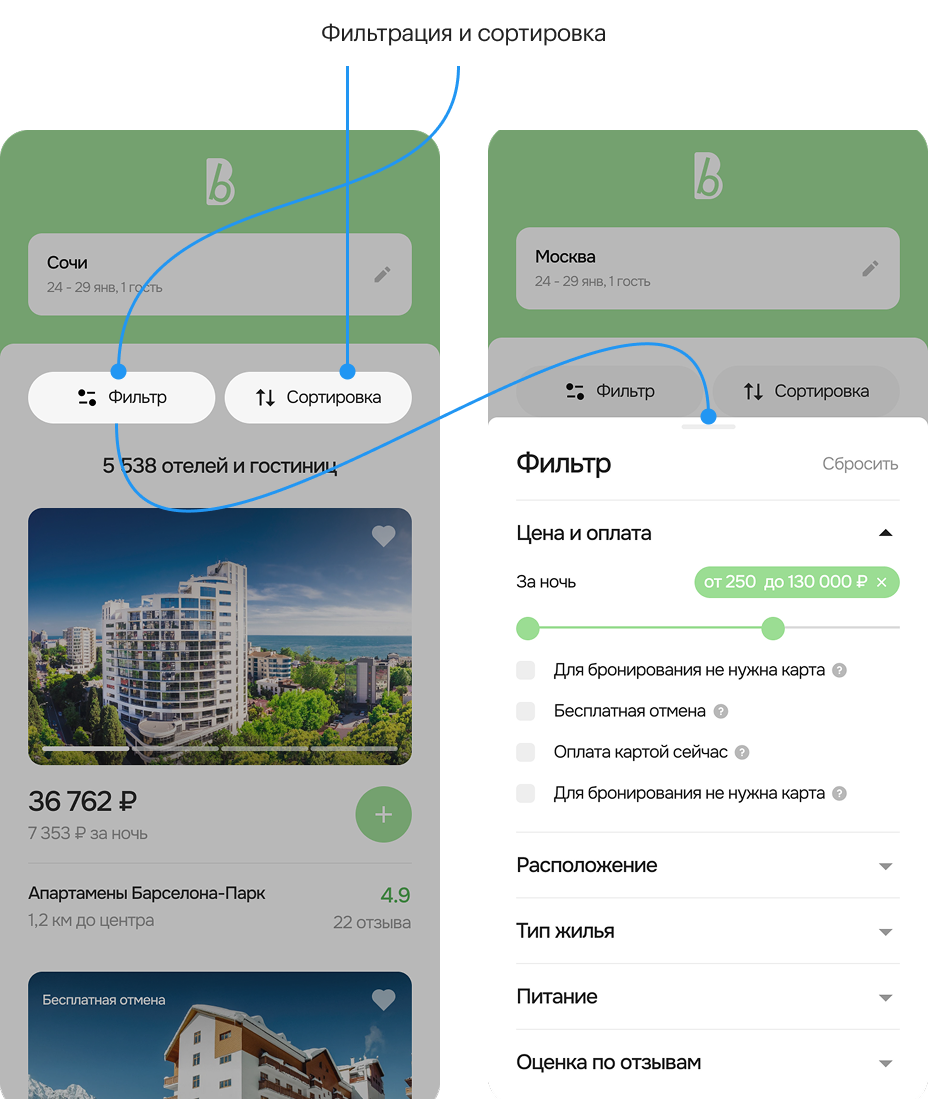 Фильтрация и сортировка
b
Сочи
24 - 29 янв, 1 гость
Фильтр
Сортировка
5 538 отелей и гостиниц
36 762 ₽
7 353 ₽ за ночь
Апартамены Барселона-Парк
4.9
1,2 км до центра
22 отзыва
Бесплатная отмена
b
Москва
24 - 29 янв, 1 гость
Фильтр
Сортировка
Фильтр
Сбросить
Цена и оплата
За ночь
от 250 до 130 000 ₽ ×
Для бронирования не нужна карта ?
Бесплатная отмена ?
Оплата картой сейчас ?
Для бронирования не нужна карта ?
Расположение
Тип жилья
Питание
Оценка по отзывам